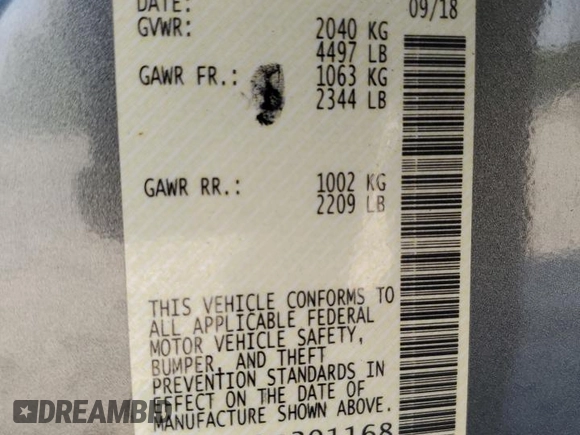 DATE: 09/18
GVWR: 2040 KG
4497 LB
GAWR FR.: 1063 KG
2344 LB
GAWR RR.: 1002 KG
2209 LB
THIS VEHICLE CONFORMS TO
ALL APPLICABLE FEDERAL
MOTOR VEHICLE SAFETY,
BUMPER, AND THEFT
PREVENTION STANDARDS IN
EFFECT ON THE DATE OF
MANUFACTURE SHOWN ABOVE.
301168
DREAMBID